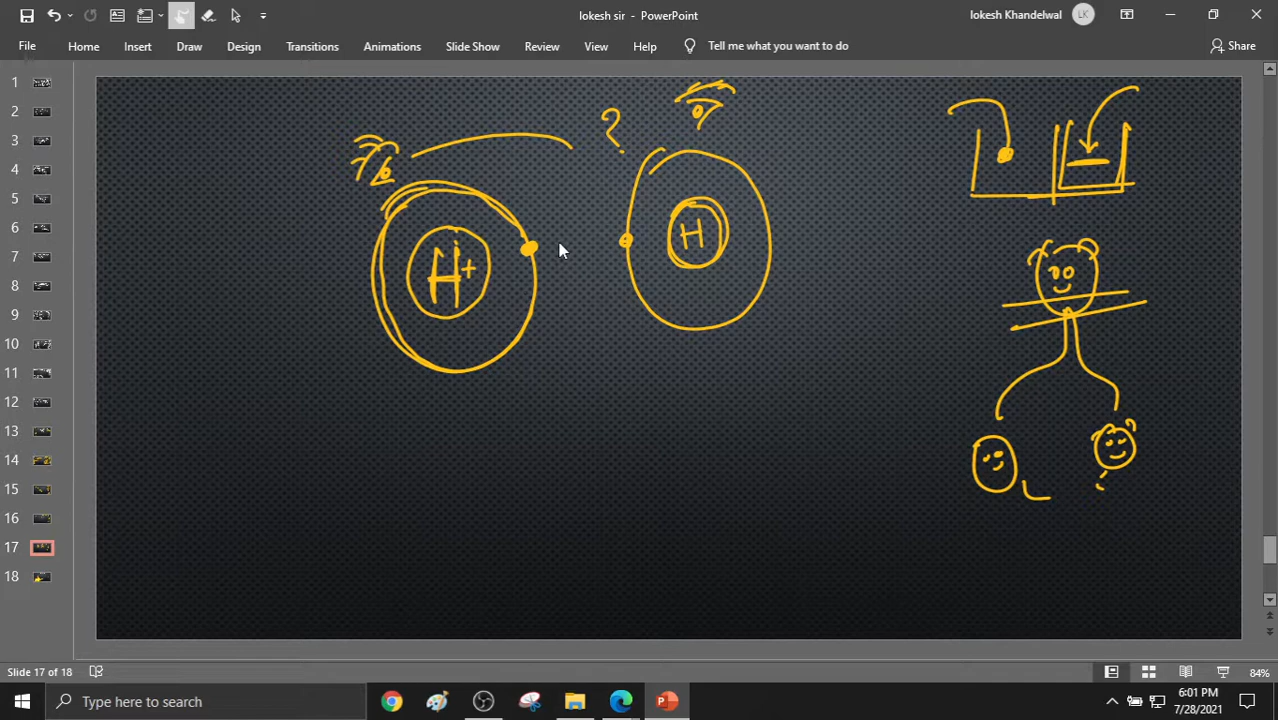 lokesh sir - PowerPoint
lokesh Khandelwal LK
File Home Insert Draw Design Transitions Animations Slide Show Review View Help Tell me what you want to do Share
1
2
3
4
5
6
7
8
9
10
11
12
13
14
15
16
17
18
?
H+
H
Slide 17 of 18
84%
Type here to search
6:01 PM
7/28/2021